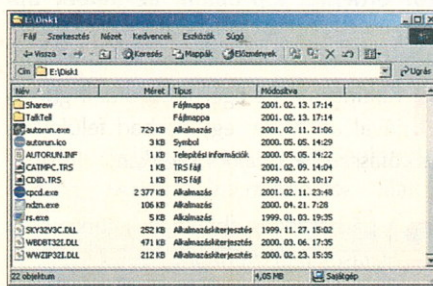 E:\Disk1
Fájl Szerkesztés Nézet Kedvencek Eszközök Súgó
Vissza Keresés Mappák Előzmények
Cím E:\Disk1 Ugrás
Név Méret Típus Módosítva
Sharew Fájlmappa 2001. 02. 13. 17:14
TalkTell Fájlmappa 2001. 02. 13. 17:14
autorun.exe 729 KB Alkalmazás 2001. 02. 11. 21:06
autorun.ico 3 KB Symbol 2000. 05. 05. 14:29
AUTORUN.INF 1 KB Telepítési információk 2000. 05. 05. 14:22
CATMPC.TRS 1 KB TRS fájl 2001. 02. 09. 14:04
CDID.TRS 1 KB TRS fájl 1999. 08. 22. 10:17
cpcd.exe 2 377 KB Alkalmazás 2001. 02. 11. 23:48
ndzn.exe 106 KB Alkalmazás 2000. 04. 21. 7:28
rs.exe 5 KB Alkalmazás 1999. 01. 03. 19:35
SKY32V3C.DLL 252 KB Alkalmazáskiterjesztés 1999. 11. 27. 15:02
WBDBT32I.DLL 471 KB Alkalmazáskiterjesztés 2000. 03. 06. 17:35
WWZIP32I.DLL 212 KB Alkalmazáskiterjesztés 2000. 02. 23. 15:35
22 objektum 4,05 MB Sajátgép